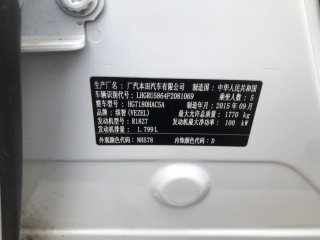 生产厂名：广汽本田汽车有限公司 制造国：中华人民共和国
车辆识别代号：LHGRU5864F2061069 乘坐人数：5
整车型号：HG7180HAC5A 制造年月：2015年09月
品牌：缤智(VEZEL) 最大允许总质量：1770 kg
发动机型号：R18Z7 发动机最大净功率：100 kW
发动机排量：1.799L
外观颜色代号：NH578 内饰颜色代号：D